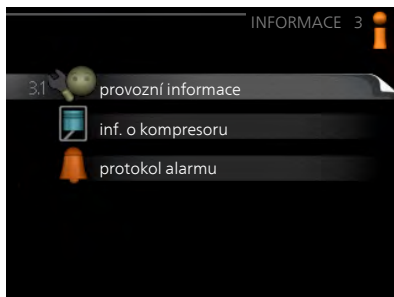 INFORMACE 3
3.1 provozní informace
inf. o kompresoru
protokol alarmu